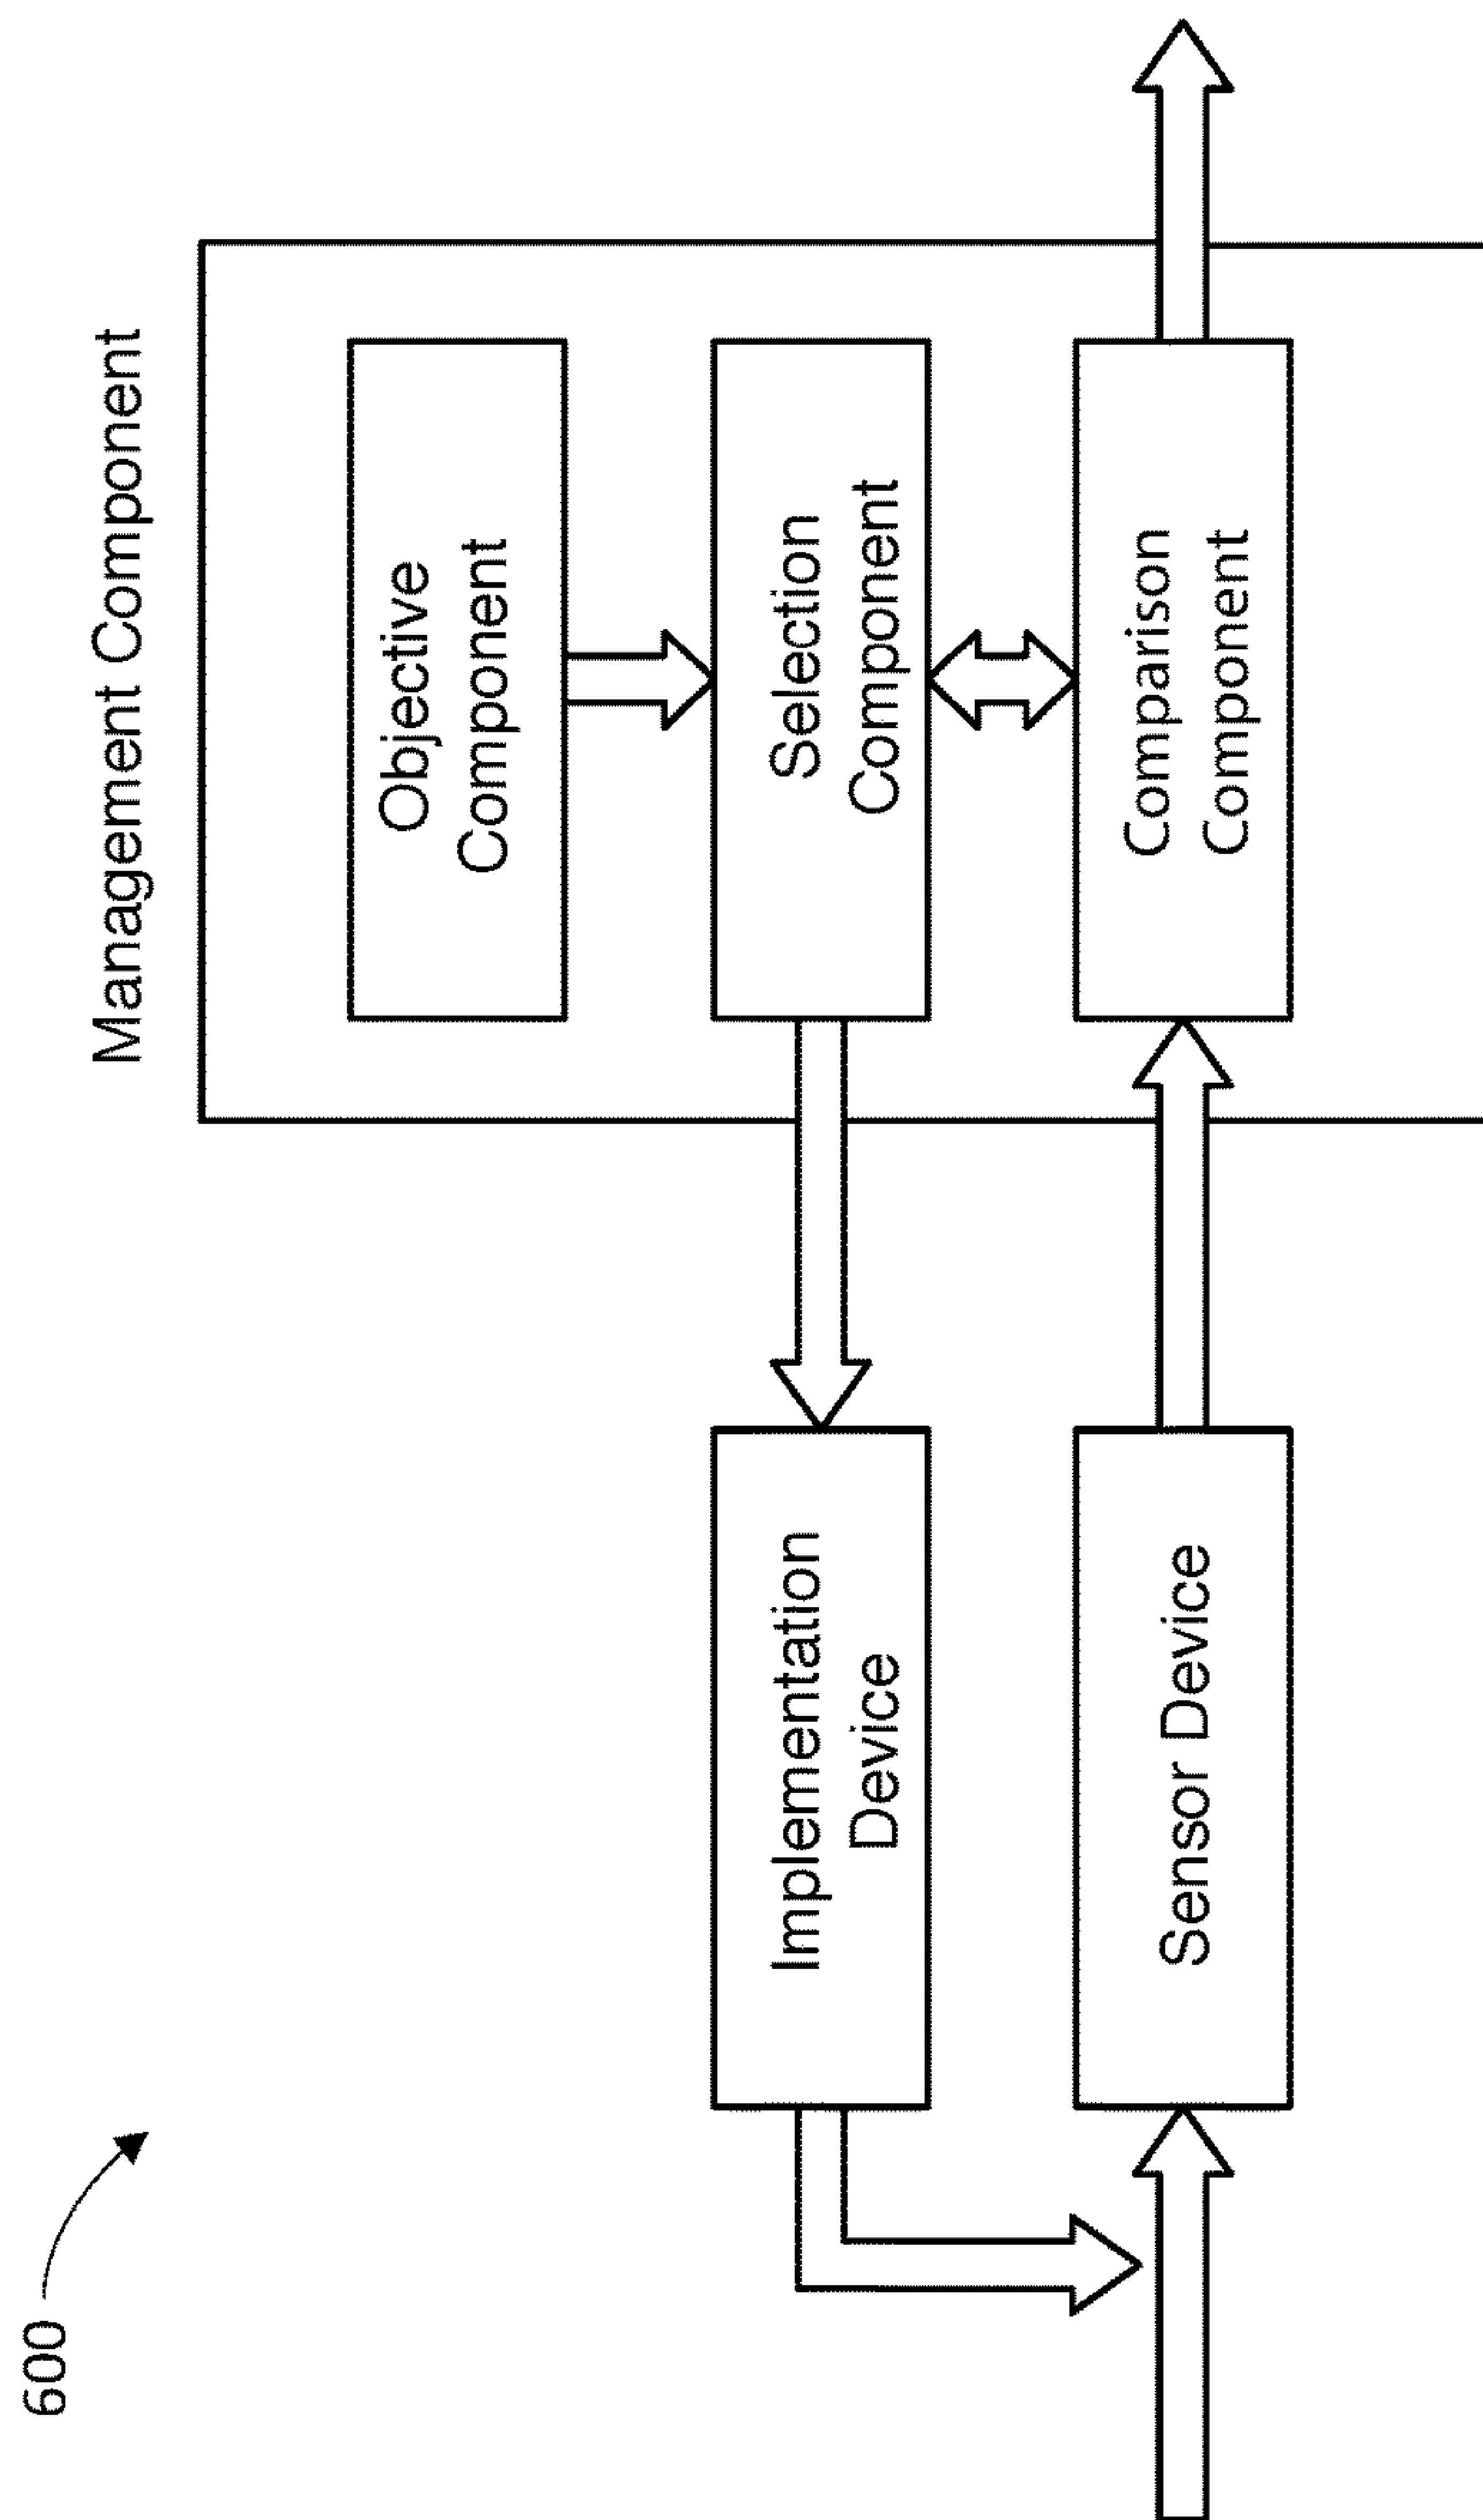 600
Management Component
Objective
Component
Implementation
Device
Selection
Component
Sensor Device
Comparison
Component